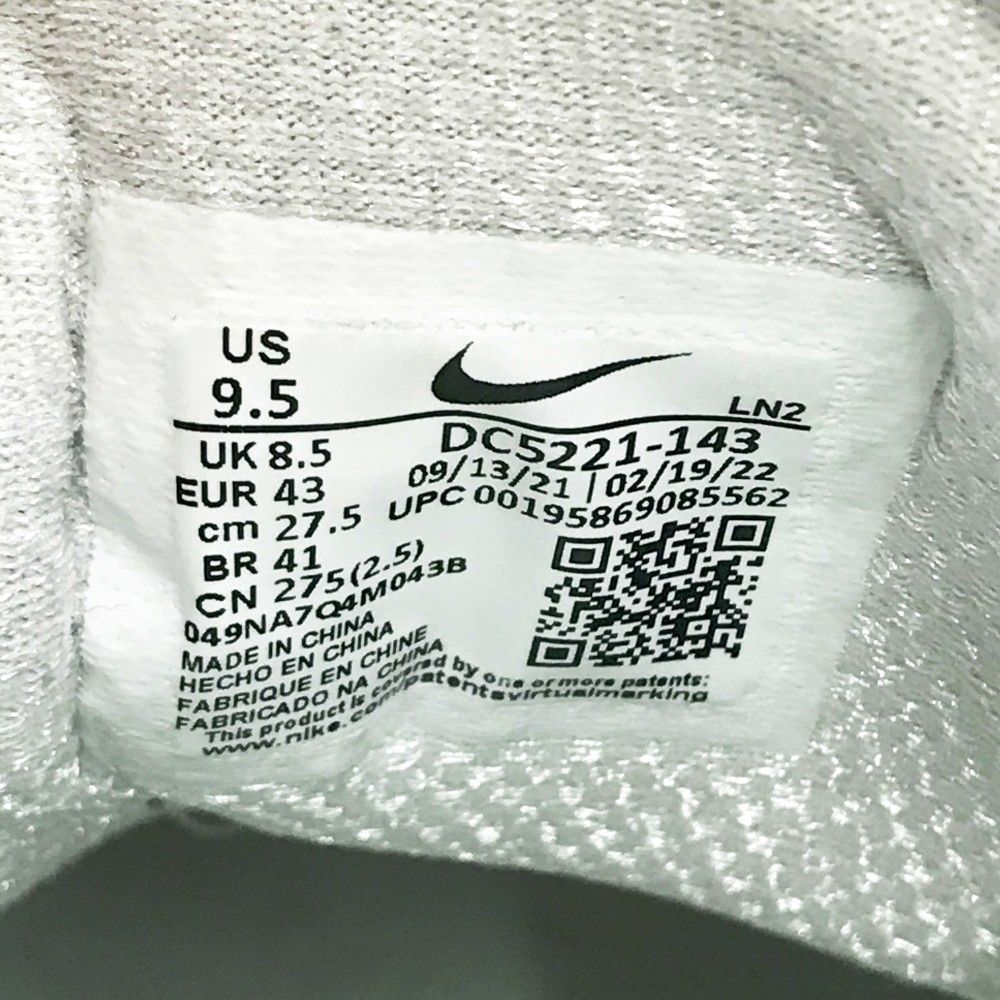 US
9.5
LN2
UK 8.5
EUR 43
cm 27.5
BR 41
CN 275(2.5)
DC5221-143
09/13/21 | 02/19/22
UPC 00195869085562
049NA7Q4M043B
MADE IN CHINA
HECHO EN CHINA
FABRIQUE EN CHINE
FABRICADO NA CHINA
This product is covered by one or more patents:
www.nike.com/patentsvirtualmarking